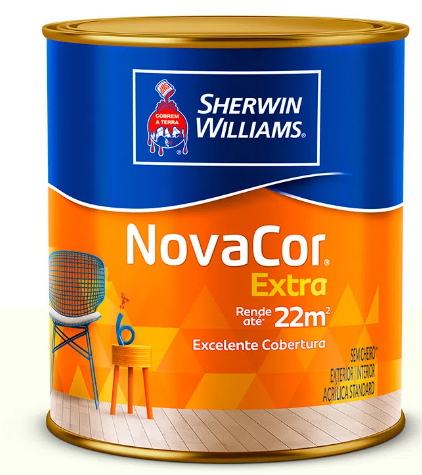 COBREM
A TERRA
SHERWIN
WILLIAMS®
NovaCor®
Extra
Rende
até* 22m²
Excelente Cobertura
SEM CHEIRO**
EXTERIOR | INTERIOR
ACRÍLICA STANDARD